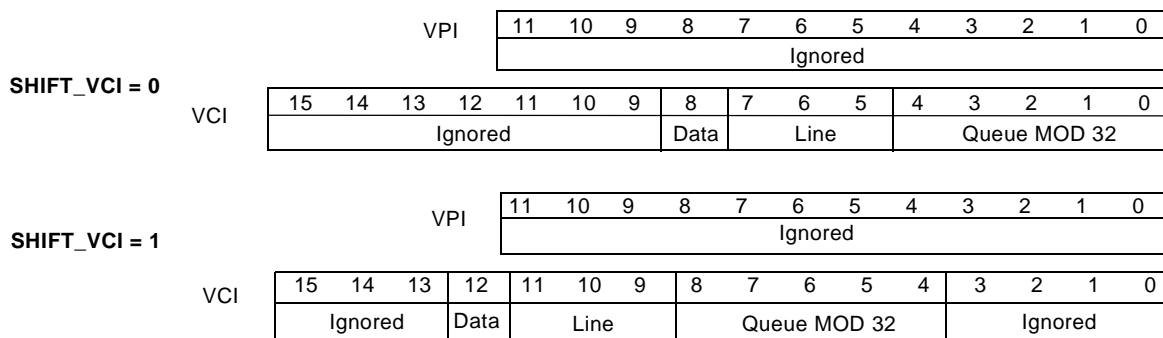 VPI 11 10 9 8 7 6 5 4 3 2 1 0
Ignored
SHIFT_VCI = 0
VCI 15 14 13 12 11 10 9 8 7 6 5 4 3 2 1 0
Ignored Data Line Queue MOD 32
VPI 11 10 9 8 7 6 5 4 3 2 1 0
Ignored
SHIFT_VCI = 1
VCI 15 14 13 12 11 10 9 8 7 6 5 4 3 2 1 0
Ignored Data Line Queue MOD 32 Ignored